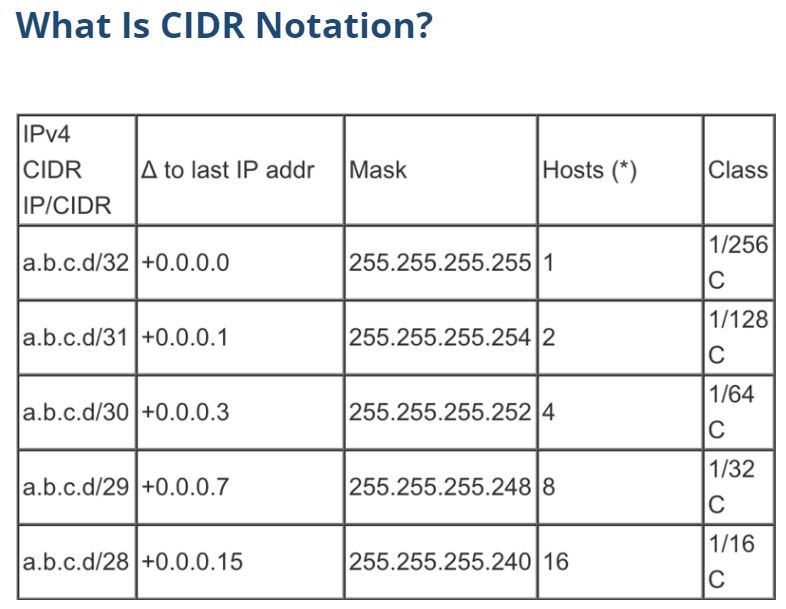 What Is CIDR Notation?
IPv4
CIDR
IP/CIDR
Δ to last IP addr
Mask
Hosts (*)
Class
a.b.c.d/32
+0.0.0.0
255.255.255.255
1
1/256
C
a.b.c.d/31
+0.0.0.1
255.255.255.254
2
1/128
C
a.b.c.d/30
+0.0.0.3
255.255.255.252
4
1/64
C
a.b.c.d/29
+0.0.0.7
255.255.255.248
8
1/32
C
a.b.c.d/28
+0.0.0.15
255.255.255.240
16
1/16
C